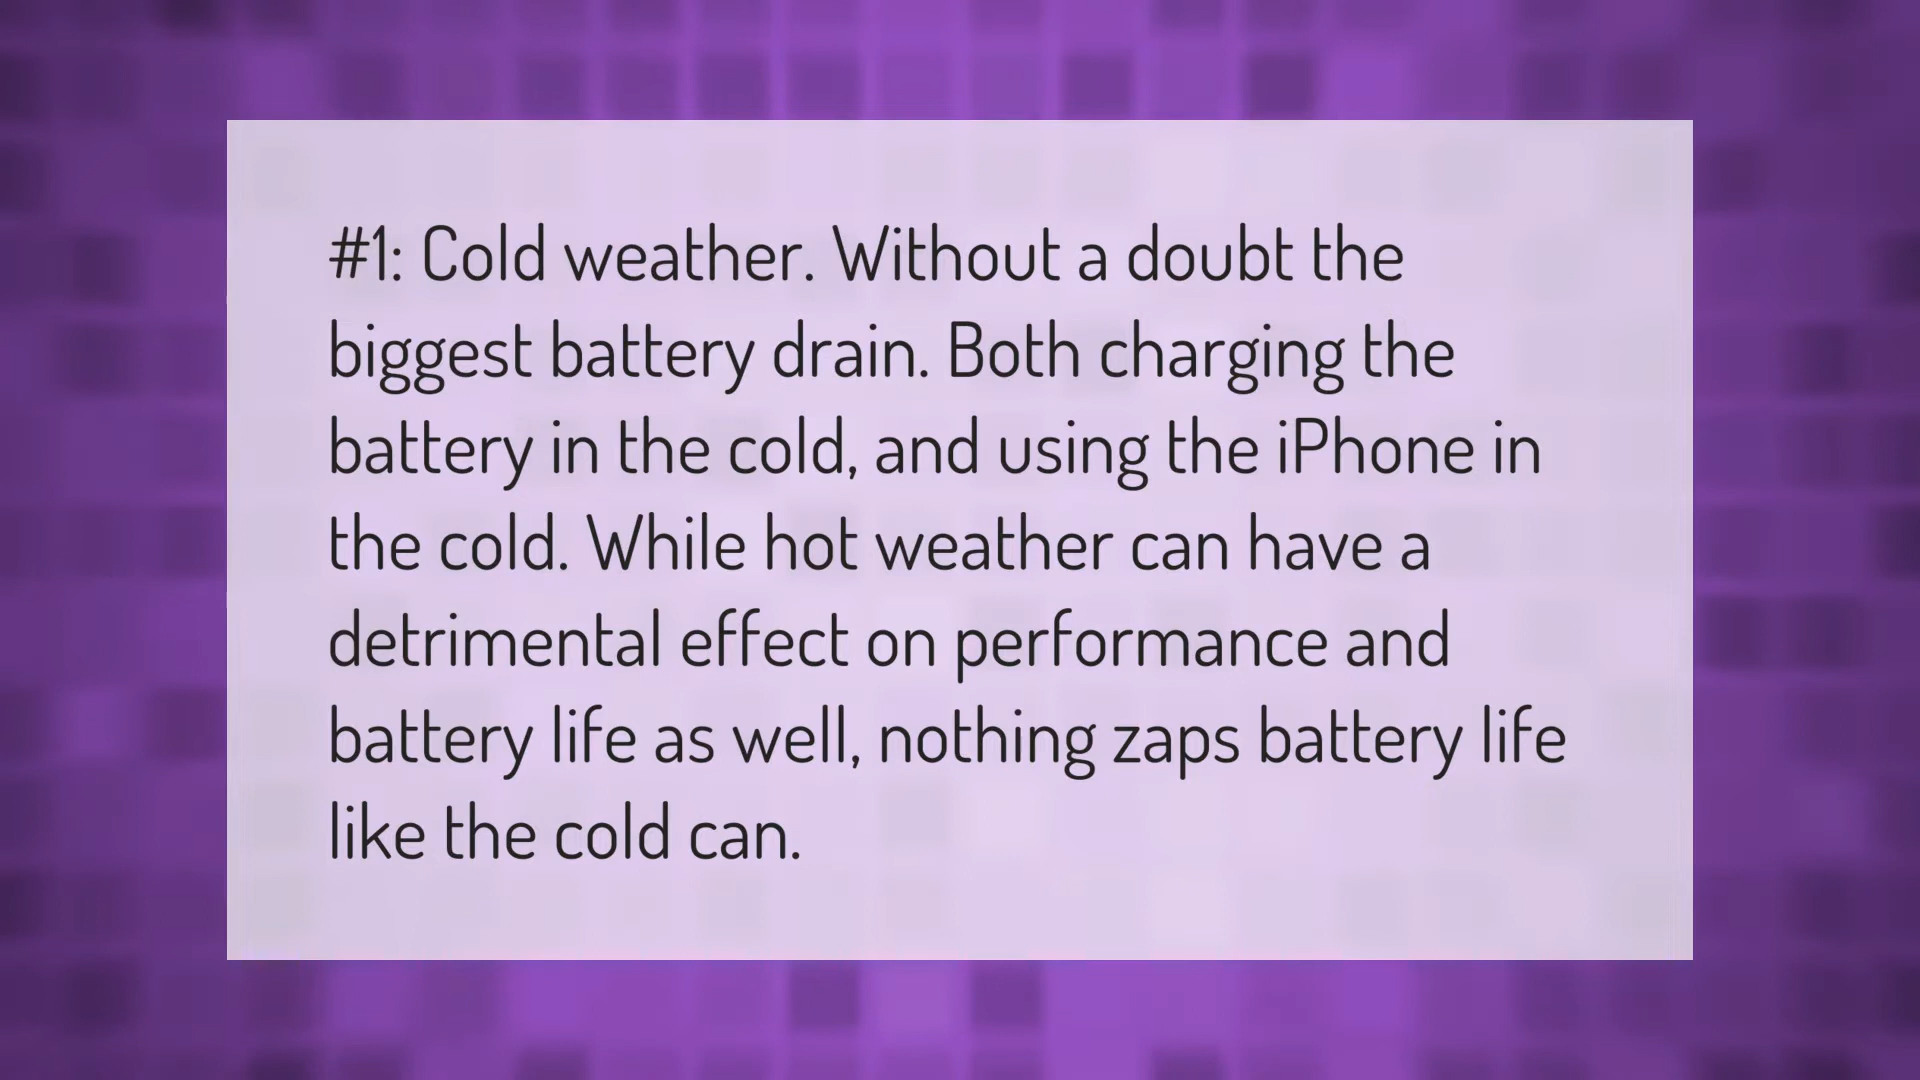 #1: Cold weather. Without a doubt the
biggest battery drain. Both charging the
battery in the cold, and using the iPhone in
the cold. While hot weather can have a
detrimental effect on performance and
battery life as well, nothing zaps battery life
like the cold can.